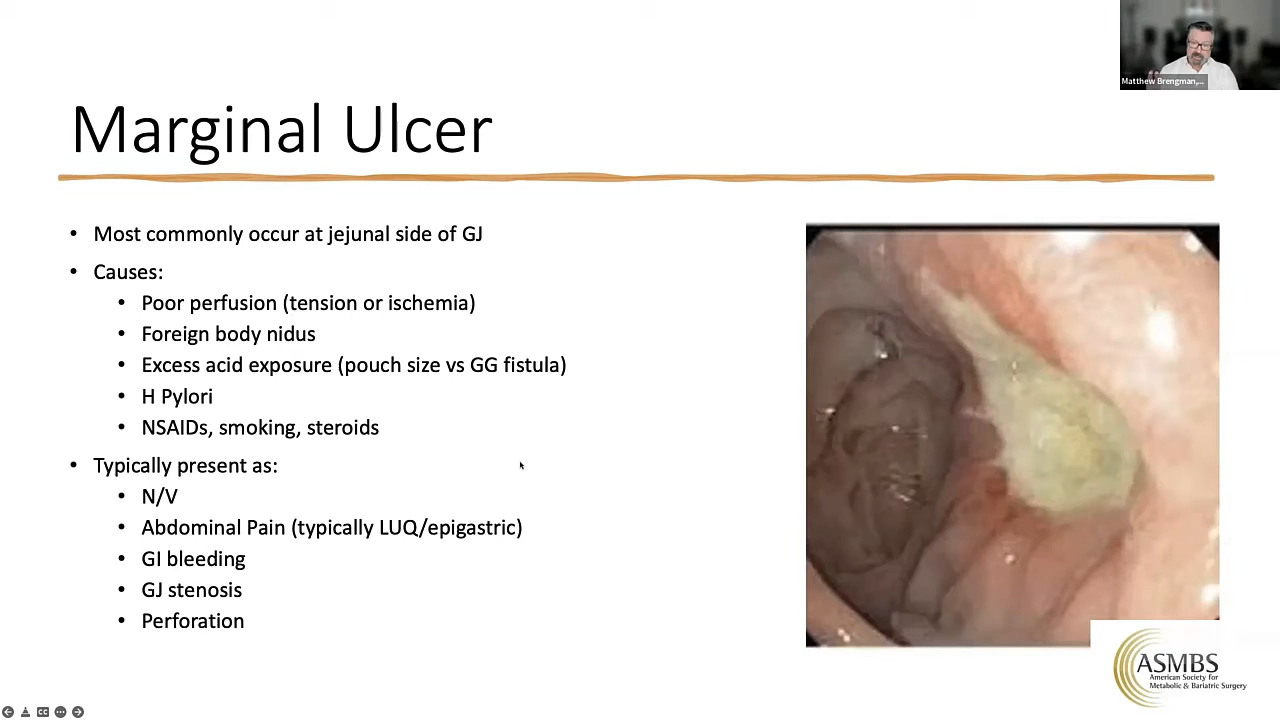 Matthew Brengman,...
Marginal Ulcer
• Most commonly occur at jejunal side of GJ
• Causes:
• Poor perfusion (tension or ischemia)
• Foreign body nidus
• Excess acid exposure (pouch size vs GG fistula)
• H Pylori
• NSAIDs, smoking, steroids
• Typically present as:
• N/V
• Abdominal Pain (typically LUQ/epigastric)
• GI bleeding
• GJ stenosis
• Perforation
ASMBS
American Society for
Metabolic & Bariatric Surgery
CC